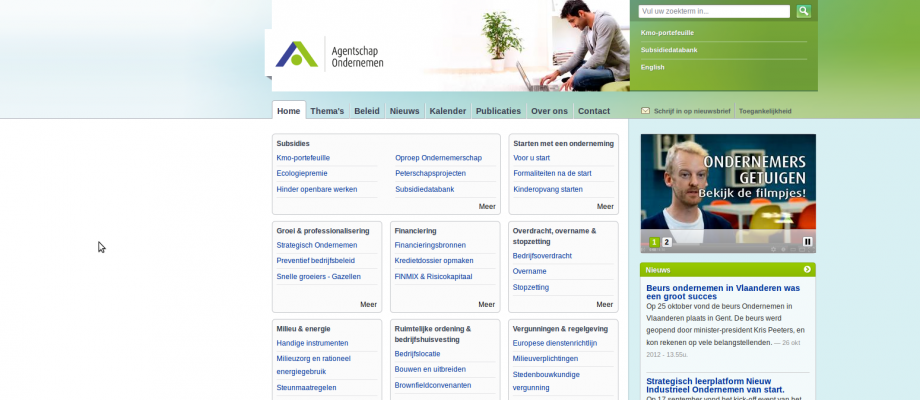 Vul uw zoekterm in...
Kmo-portefeuille
Subsidiedatabank
English
Agentschap
Ondernemen
Home Thema's Beleid Nieuws Kalender Publicaties Over ons Contact
Schrijf in op nieuwsbrief Toegankelijkheid
Subsidies
Kmo-portefeuille
Ecologiepremie
Hinder openbare werken
Oproep Ondernemerschap
Peterschapsprojecten
Subsidiedatabank
Meer
Starten met een onderneming
Voor u start
Formaliteiten na de start
Kinderopvang starten
Meer
Groei & professionalisering
Strategisch Ondernemen
Preventief bedrijfsbeleid
Snelle groeiers - Gazellen
Meer
Financiering
Financieringsbronnen
Kredietdossier opmaken
FINMIX & Risicokapitaal
Meer
Overdracht, overname &
stopzetting
Bedrijfsoverdracht
Overname
Stopzetting
Meer
Milieu & energie
Handige instrumenten
Milieuzorg en rationeel
energiegebruik
Steunmaatregelen
Ruimtelijke ordening &
bedrijfshuisvesting
Bedrijfslocatie
Bouwen en uitbreiden
Brownfieldconvenanten
Vergunningen & regelgeving
Europese dienstenrichtlijn
Milieuverplichtingen
Stedenbouwkundige
vergunning
ONDERNEMERS
GETUIGEN
Bekijk de filmpjes!
1 2
Nieuws
Beurs ondernemen in Vlaanderen was
een groot succes
Op 25 oktober vond de beurs Ondernemen in
Vlaanderen plaats in Gent. De beurs werd
geopend door minister-president Kris Peeters, en
kon rekenen op vele belangstellenden. — 26 okt
2012 - 13.55u.
Strategisch leerplatform Nieuw
Industrieel Ondernemen van start.
Op 17 september vond het kick-off event van het